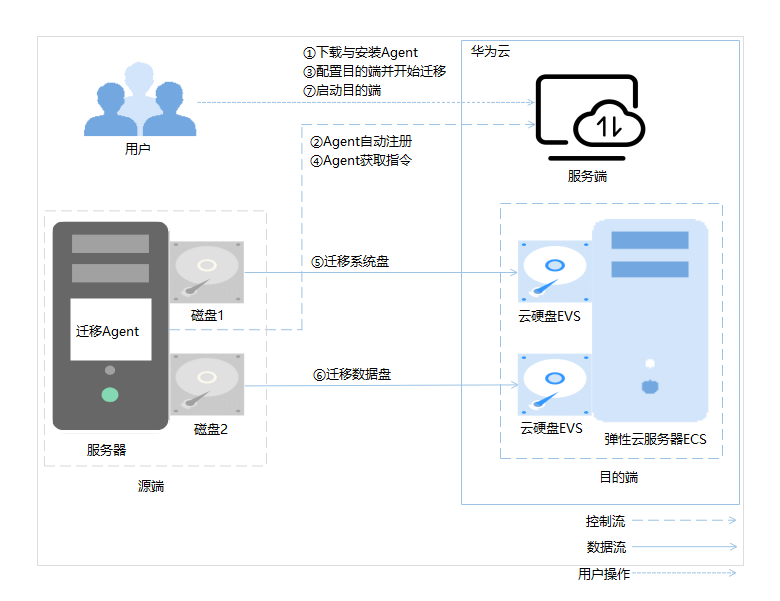 ①下载与安装Agent
③配置目的端并开始迁移
⑦启动目的端
华为云
用户
②Agent自动注册
④Agent获取指令
服务端
⑤迁移系统盘
磁盘1
云硬盘EVS
迁移Agent
⑥迁移数据盘
磁盘2
云硬盘EVS
服务器
弹性云服务器ECS
源端
目的端
控制流
数据流
用户操作